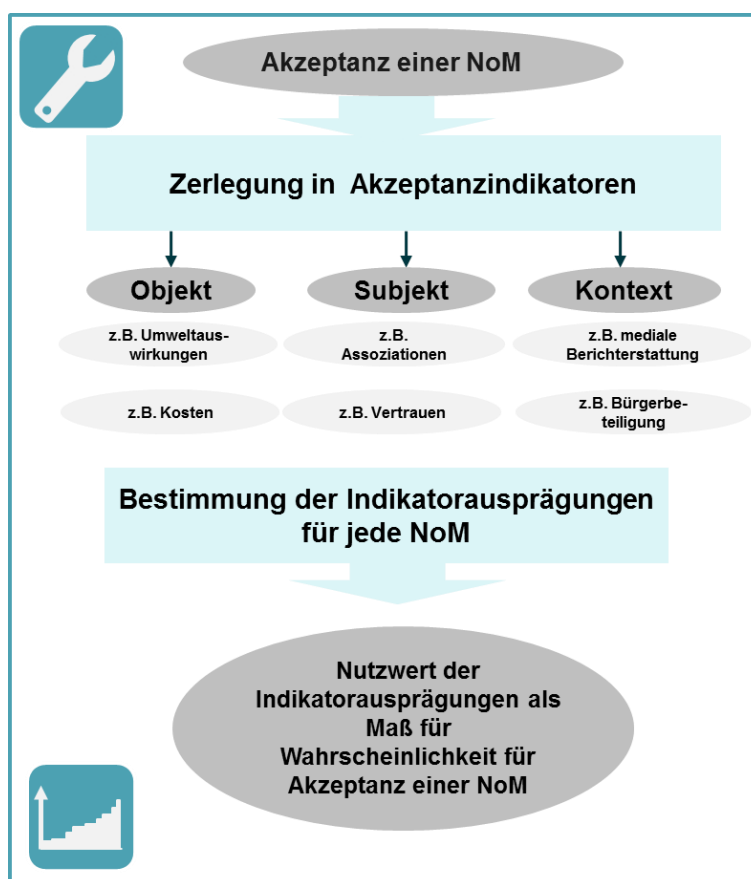 Akzeptanz einer NoM
Zerlegung in Akzeptanzindikatoren
Objekt
Subjekt
Kontext
z.B. Umweltaus-
wirkungen
z.B.
Assoziationen
z.B. mediale
Berichterstattung
z.B. Kosten
z.B. Vertrauen
z.B. Bürgerbe-
teiligung
Bestimmung der Indikatorausprägungen
für jede NoM
Nutzwert der
Indikatorausprägungen als
Maß für
Wahrscheinlichkeit für
Akzeptanz einer NoM